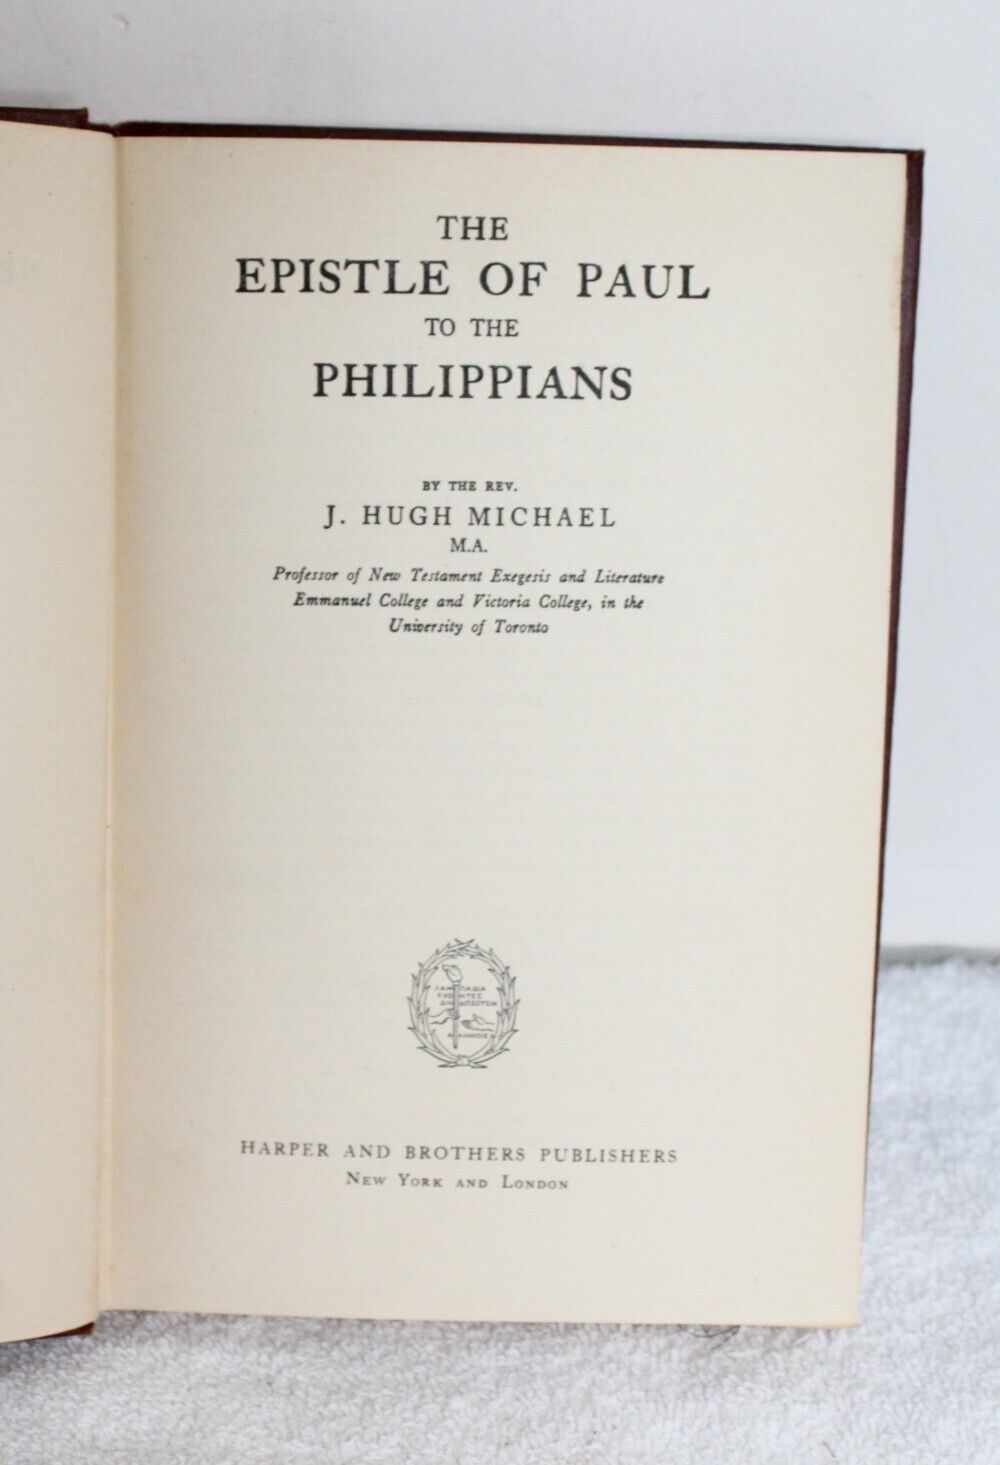 THE
EPISTLE OF PAUL
TO THE
PHILIPPIANS
BY THE REV.
J. HUGH MICHAEL
M.A.
Professor of New Testament Exegesis and Literature
Emmanuel College and Victoria College, in the
University of Toronto
HARPER AND BROTHERS PUBLISHERS
NEW YORK AND LONDON